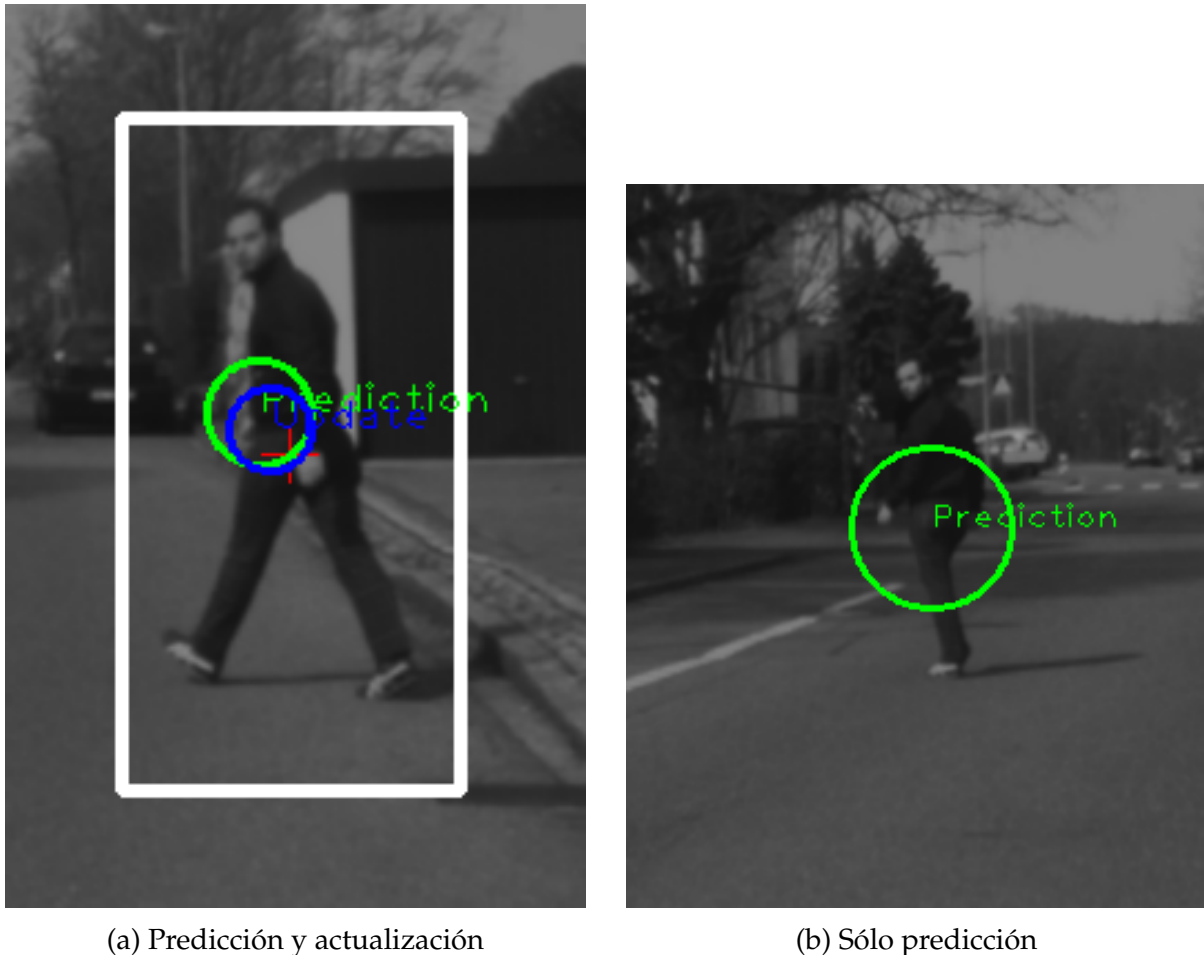 Prediction
Update
Prediction
(a) Predicción y actualización
(b) Sólo predicción